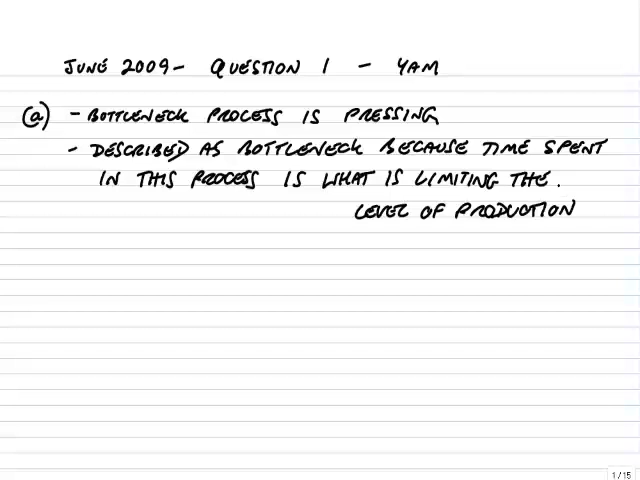 JUNE 2009 - QUESTION 1 - 4AM
(a) - BOTTLENECK PROCESS IS PRESSING
- DESCRIBED AS BOTTLENECK BECAUSE TIME SPENT
IN THIS PROCESS IS WHAT IS LIMITING THE.
LEVEL OF PRODUCTION
1 / 15